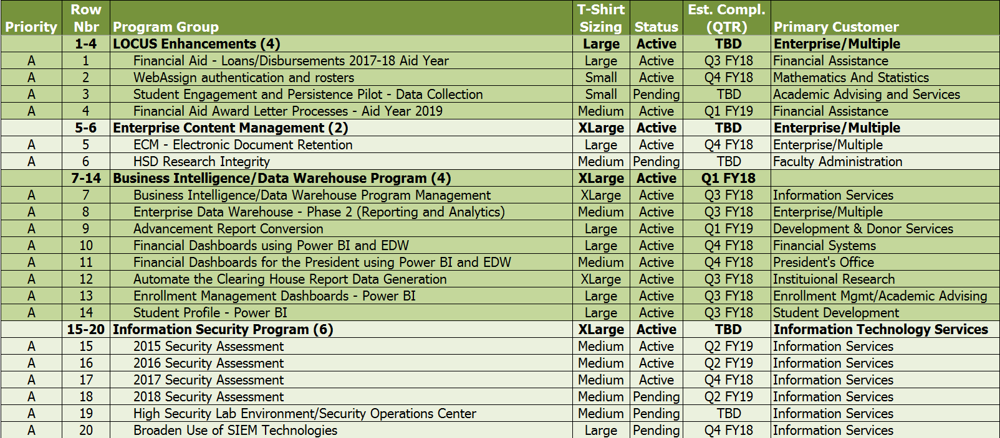 Priority Row Nbr Program Group T-Shirt Sizing Status Est. Compl. (QTR) Primary Customer
1-4 LOCUS Enhancements (4) Large Active TBD Enterprise/Multiple
A 1 Financial Aid - Loans/Disbursements 2017-18 Aid Year Large Active Q3 FY18 Financial Assistance
A 2 WebAssign authentication and rosters Small Active Q4 FY18 Mathematics And Statistics
A 3 Student Engagement and Persistence Pilot - Data Collection Small Pending TBD Academic Advising and Services
A 4 Financial Aid Award Letter Processes - Aid Year 2019 Medium Active Q1 FY19 Financial Assistance
5-6 Enterprise Content Management (2) XLarge Active TBD Enterprise/Multiple
A 5 ECM - Electronic Document Retention Large Active Q4 FY18 Enterprise/Multiple
A 6 HSD Research Integrity Medium Pending TBD Faculty Administration
7-14 Business Intelligence/Data Warehouse Program (4) XLarge Active Q1 FY18
A 7 Business Intelligence/Data Warehouse Program Management XLarge Active Q3 FY18 Information Services
A 8 Enterprise Data Warehouse - Phase 2 (Reporting and Analytics) Medium Active Q3 FY18 Enterprise/Multiple
A 9 Advancement Report Conversion Large Active Q1 FY19 Development & Donor Services
A 10 Financial Dashboards using Power BI and EDW Large Active Q4 FY18 Financial Systems
A 11 Financial Dashboards for the President using Power BI and EDW Medium Active Q4 FY18 President's Office
A 12 Automate the Clearing House Report Data Generation XLarge Active Q3 FY18 Instituional Research
A 13 Enrollment Management Dashboards - Power BI Large Active Q3 FY18 Enrollment Mgmt/Academic Advising
A 14 Student Profile - Power BI Large Active Q3 FY18 Student Development
15-20 Information Security Program (6) XLarge Active TBD Information Technology Services
A 15 2015 Security Assessment Medium Active Q2 FY19 Information Services
A 16 2016 Security Assessment Medium Active Q2 FY19 Information Services
A 17 2017 Security Assessment Medium Active Q4 FY18 Information Services
A 18 2018 Security Assessment Medium Pending Q2 FY19 Information Services
A 19 High Security Lab Environment/Security Operations Center Medium Pending TBD Information Services
A 20 Broaden Use of SIEM Technologies Large Pending Q4 FY18 Information Services